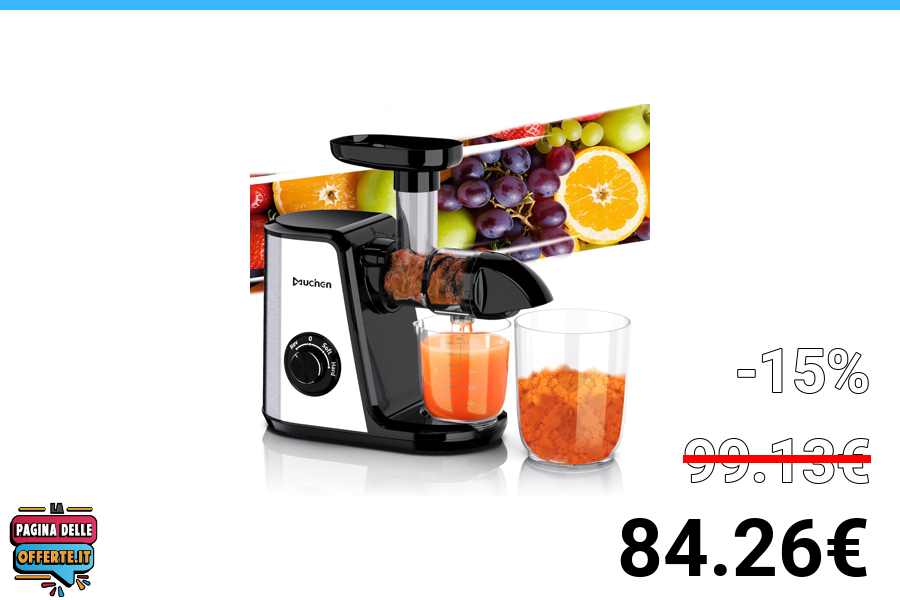 Muchen
Rev 0 Soft Hard
-15%
99.13€
84.26€
LA
PAGINA DELLE
OFFERTE.IT